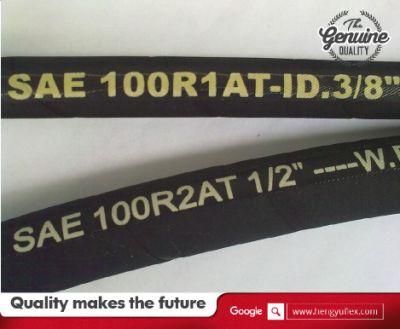 The
Genuine
QUALITY
SAE 100R1AT-ID.3/8"
SAE 100R2AT 1/2" ----W.
Quality makes the future
Google
www.hengyuflex.com